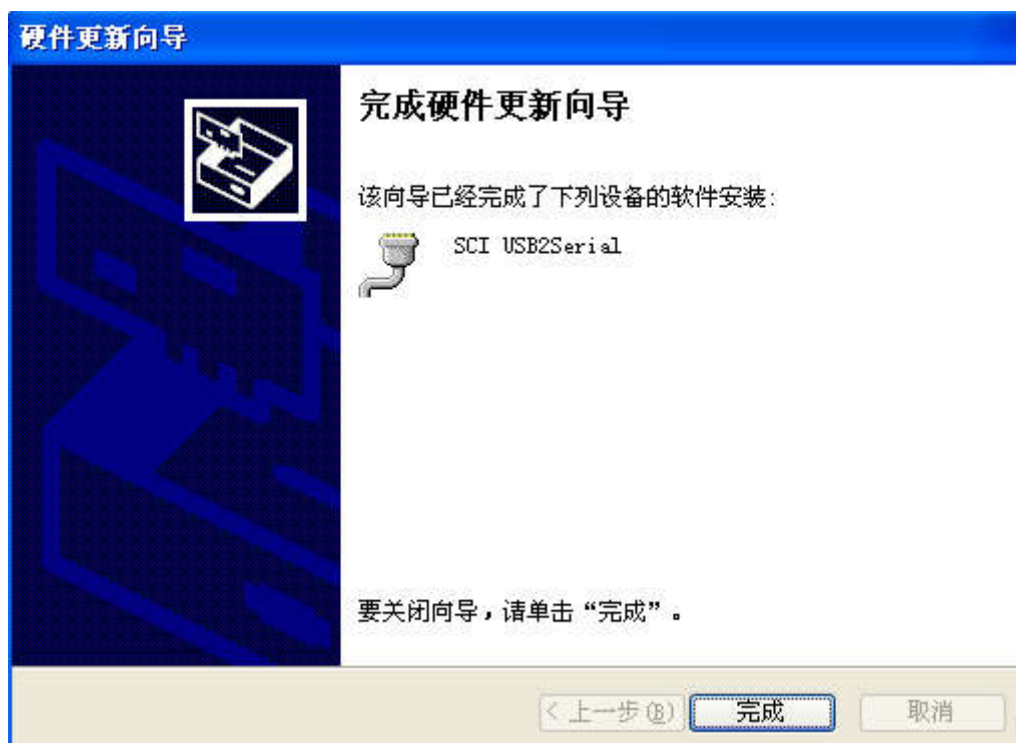 硬件更新向导
完成硬件更新向导
该向导已经完成了下列设备的软件安装:
SCI USB2Serial
要关闭向导，请单击“完成”。
< 上一步(B)
完成
取消